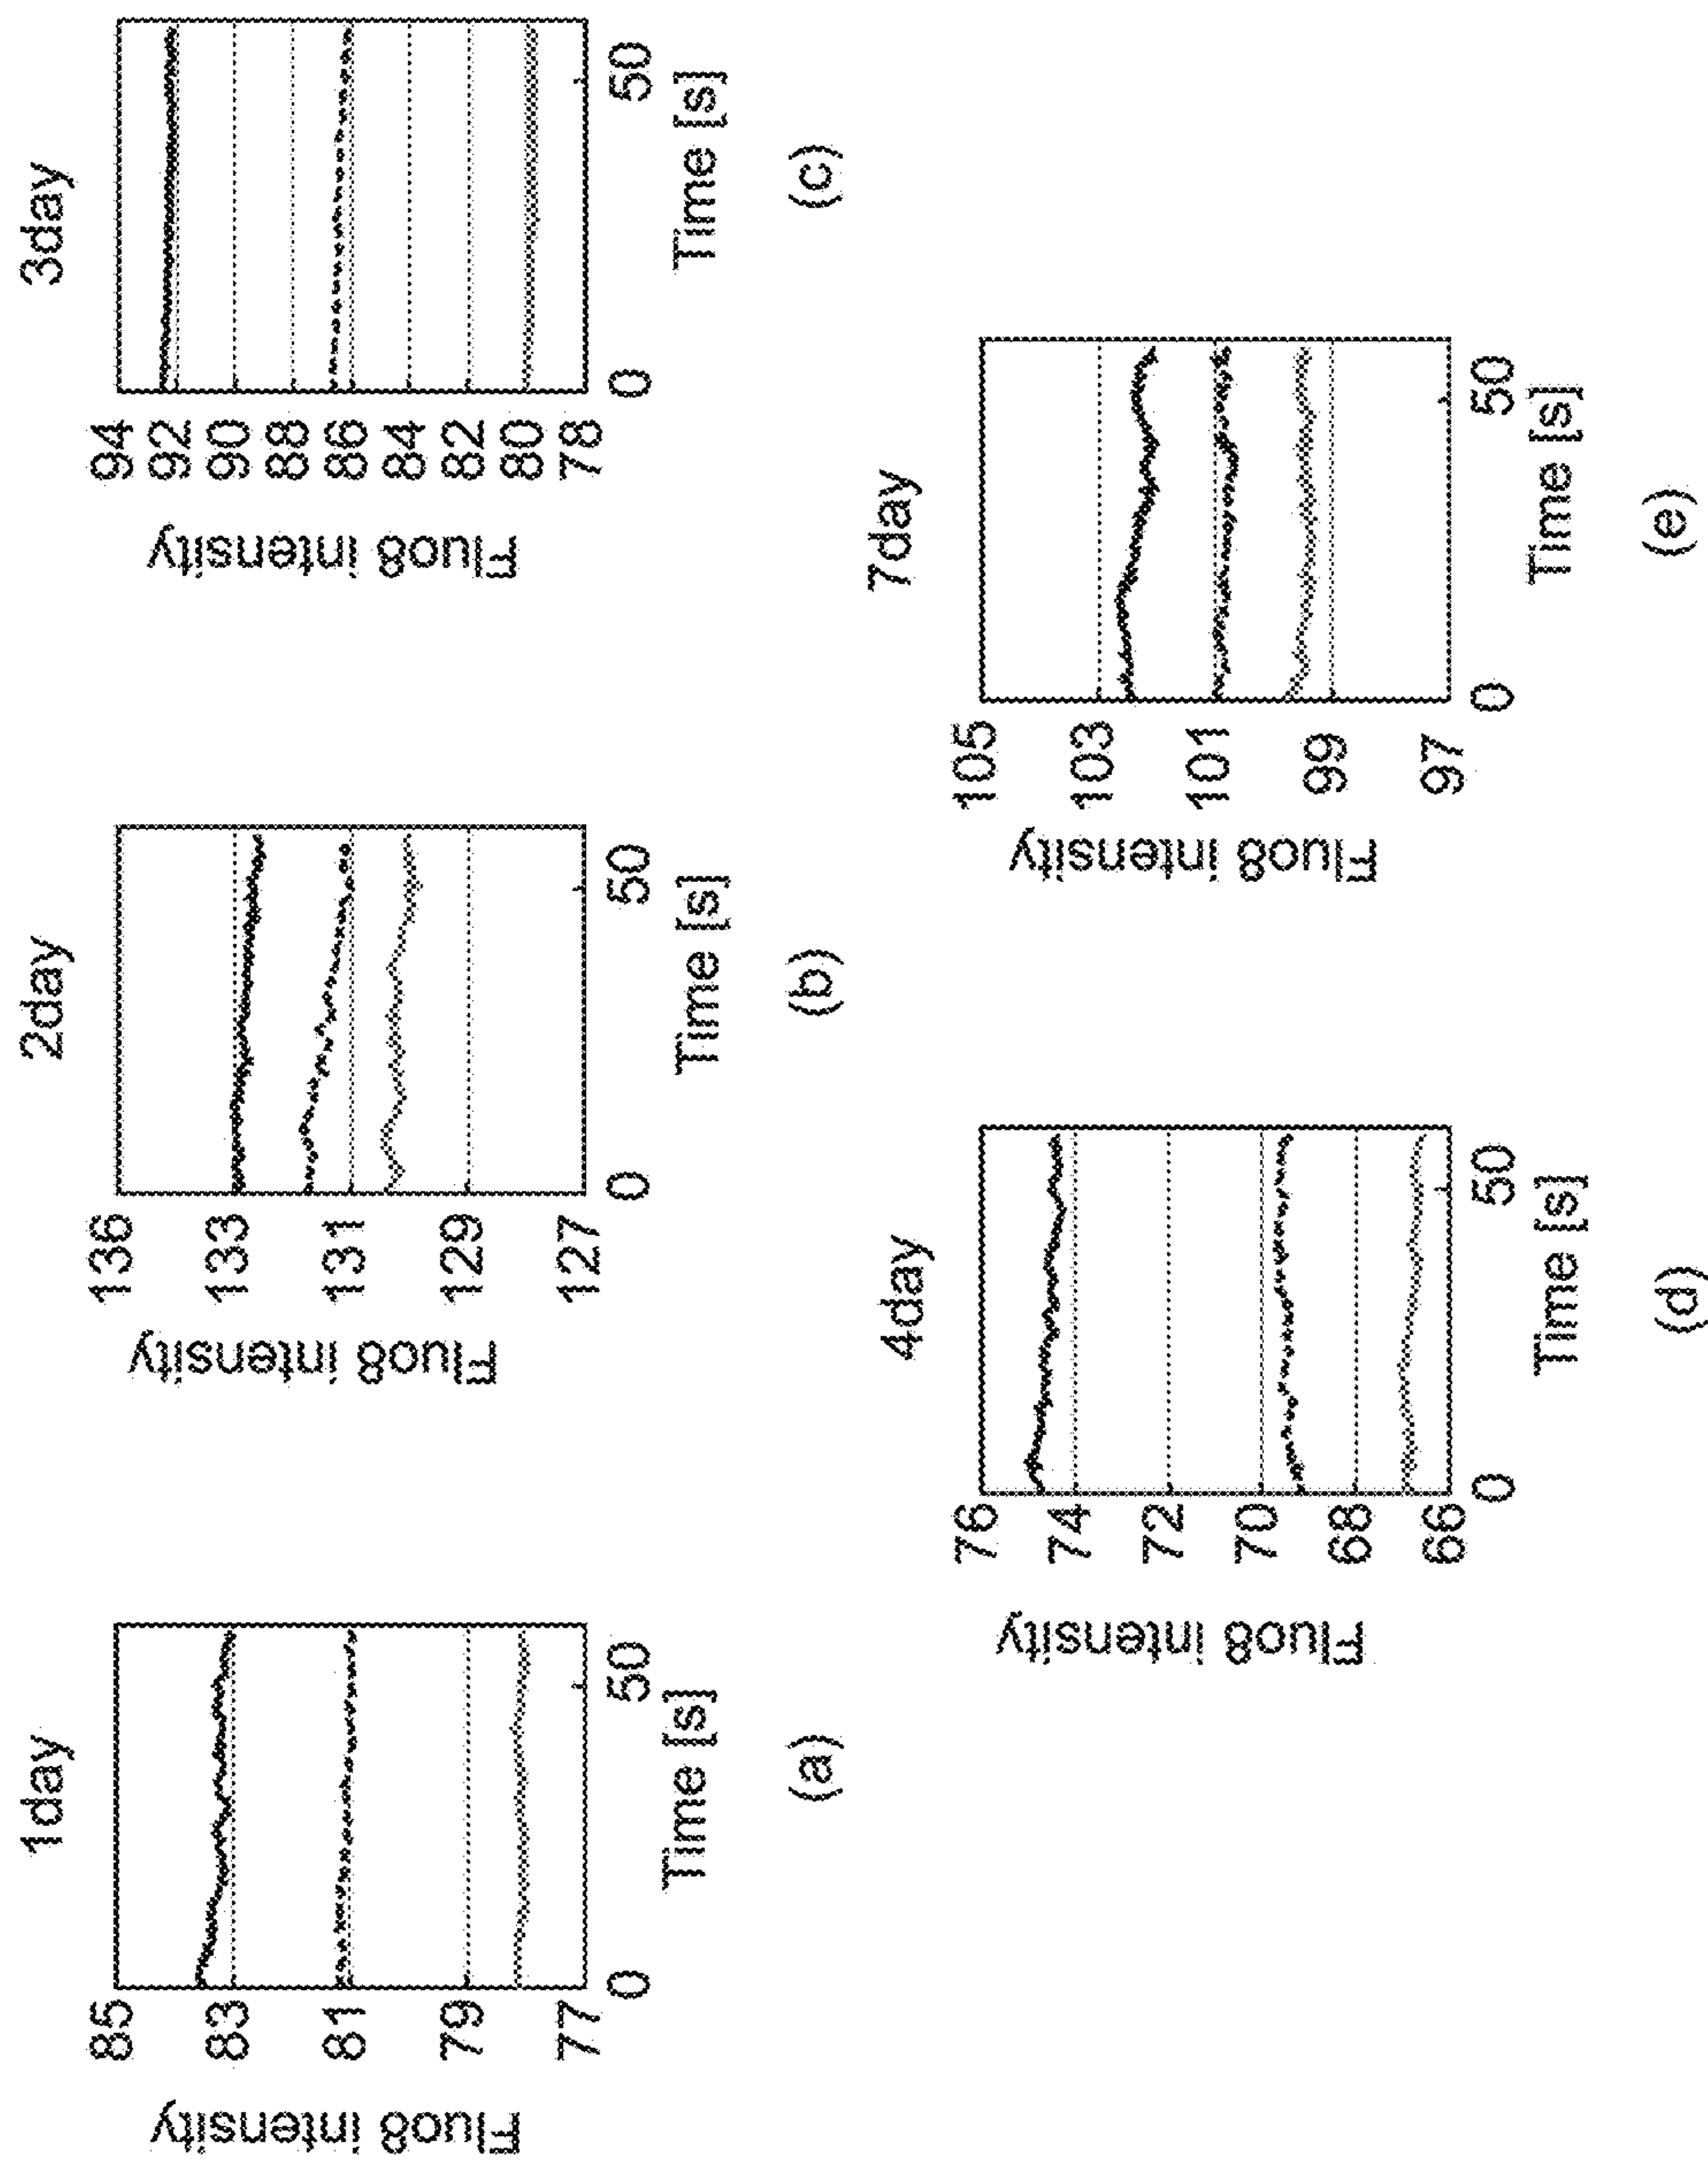 1day
Fluo8 intensity
85
83
81
79
77
0 50
Time [s]
(a)
2day
Fluo8 intensity
136
133
131
129
127
0 50
Time [s]
(b)
3day
Fluo8 intensity
94
92
90
88
86
84
82
80
78
0 50
Time [s]
(c)
4day
Fluo8 intensity
76
74
72
70
68
66
0 50
Time [s]
(d)
7day
Fluo8 intensity
105
103
101
99
97
0 50
Time [s]
(e)